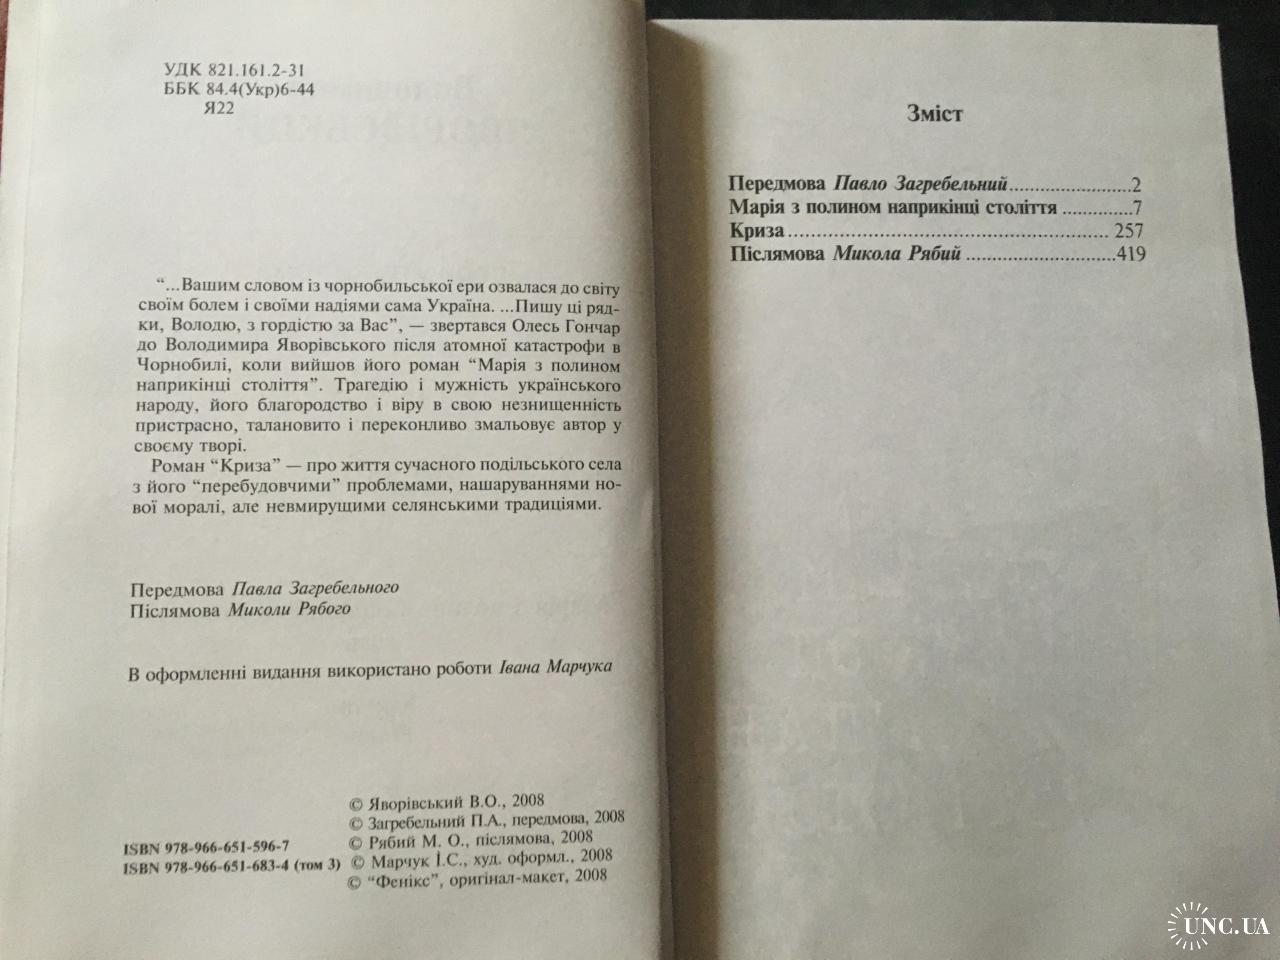 УДК 821.161.2-31
ББК 84.4(Укр)6-44
Я22
“...Вашим словом із чорнобильської ери озвалася до світу
своїм болем і своїми надіями сама Україна. ...Пишу ці ряд-
ки, Володю, з гордістю за Вас”, — звертався Олесь Гончар
до Володимира Яворівського після атомної катастрофи в
Чорнобилі, коли вийшов його роман “Марія з полином
наприкінці століття”. Трагедію і мужність українського
народу, його благородство і віру в свою незнищенність
пристрасно, талановито і переконливо змальовує автор у
своєму творі.
Роман “Криза” — про життя сучасного подільського села
з його “перебудовчими” проблемами, нашаруваннями но-
вої моралі, але невмирущими селянськими традиціями.
Передмова Павла Загребельного
Післямова Миколи Рябого
В оформленні видання використано роботи Івана Марчука
© Яворівський В.О., 2008
© Загребельний П.А., передмова, 2008
ISBN 978-966-651-596-7 © Рябий М. О., післямова, 2008
ISBN 978-966-651-683-4 (том 3) © Марчук І.С., худ. оформл., 2008
© “Фенікс”, оригінал-макет, 2008
Зміст
Передмова Павло Загребельний.......................2
Марія з полином наприкінці століття .............7
Криза........................................................ 257
Післямова Микола Рябий ...........................419
UNC.UA